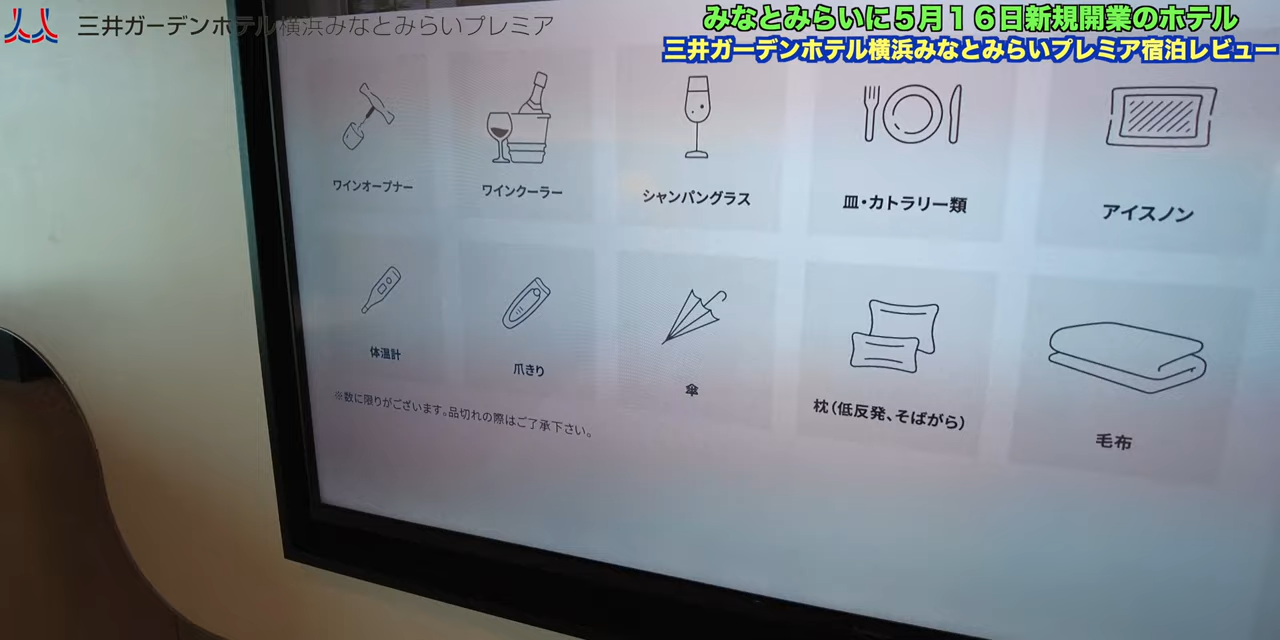 三井ガーデンホテル横浜みなとみらいプレミア
みなとみらいに５月１６日新規開業のホテル
三井ガーデンホテル横浜みなとみらいプレミア宿泊レビュー
ワインオープナー
ワインクーラー
シャンパングラス
皿・カトラリー類
アイスノン
体温計
爪きり
傘
枕（低反発、そばがら）
毛布
※数に限りがございます。品切れの際はご了承下さい。